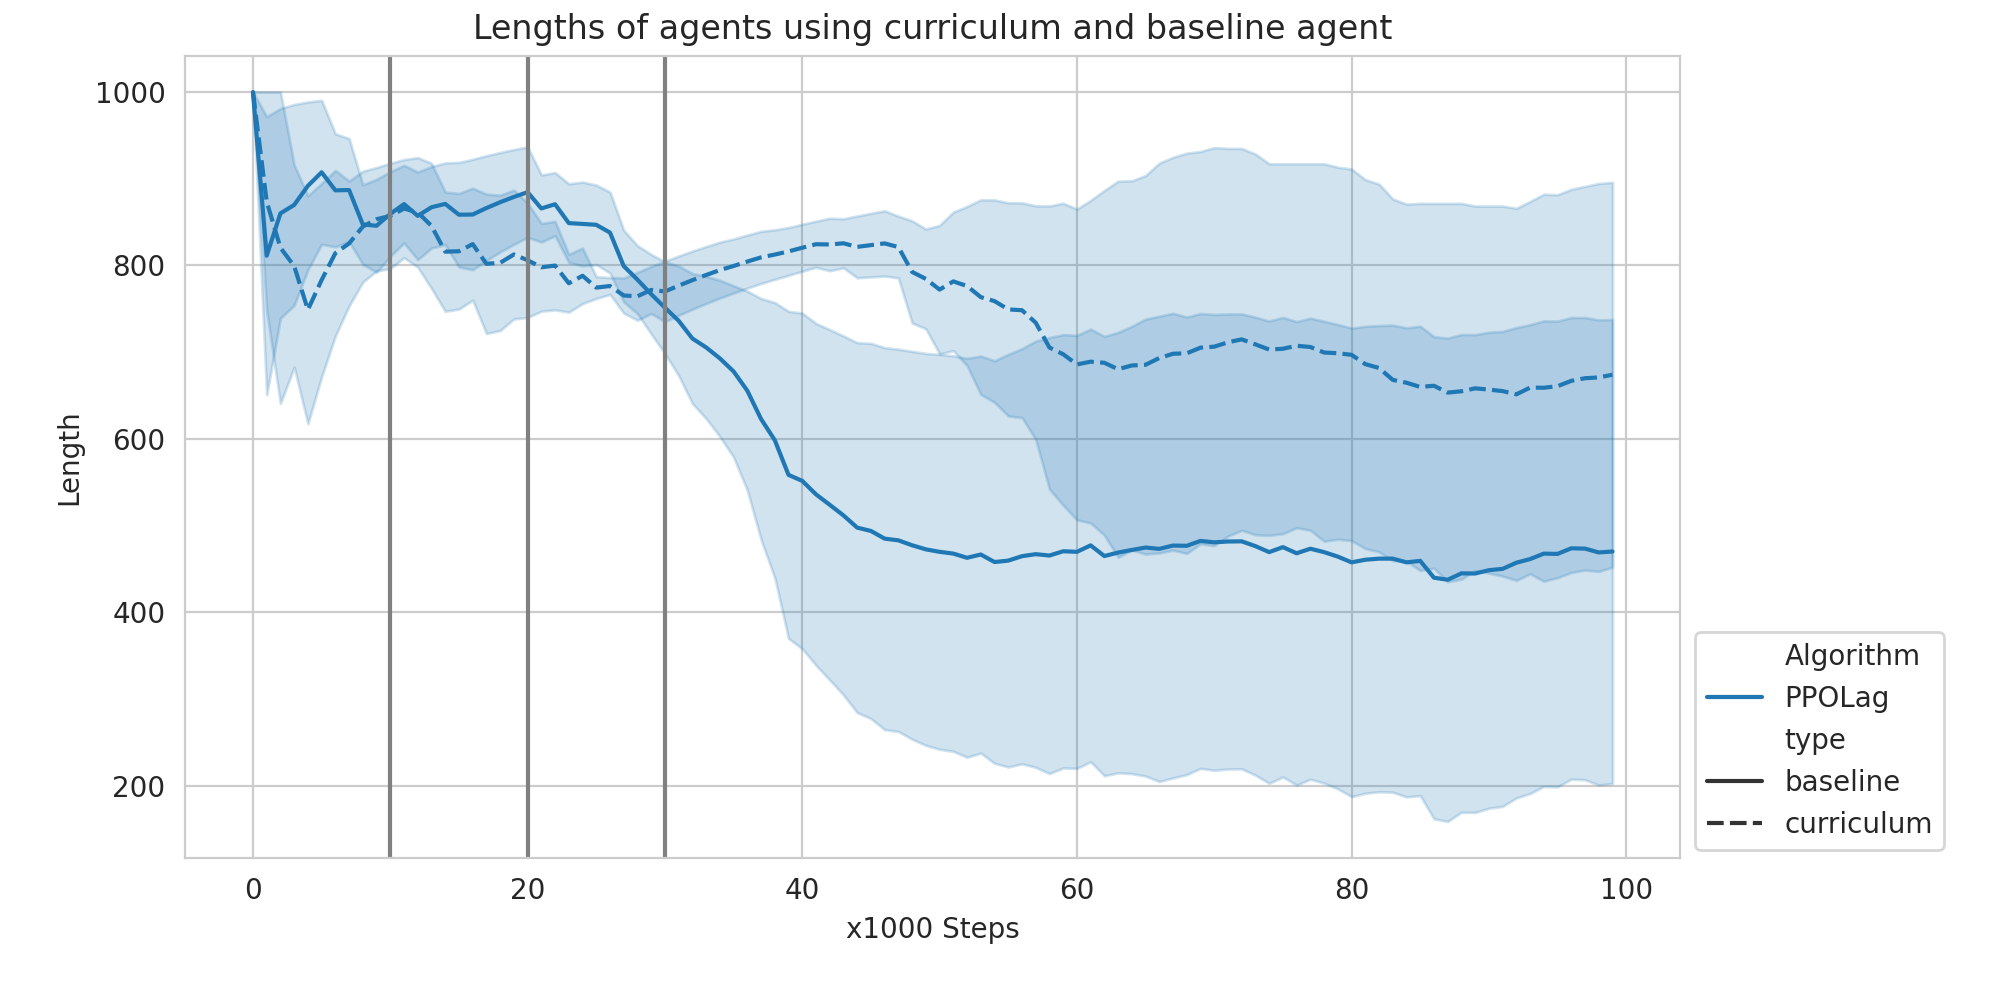 Lengths of agents using curriculum and baseline agent
1000
800
600
400
200
Length
0 20 40 60 80 100
x1000 Steps
Algorithm
PPOLag
type
baseline
curriculum